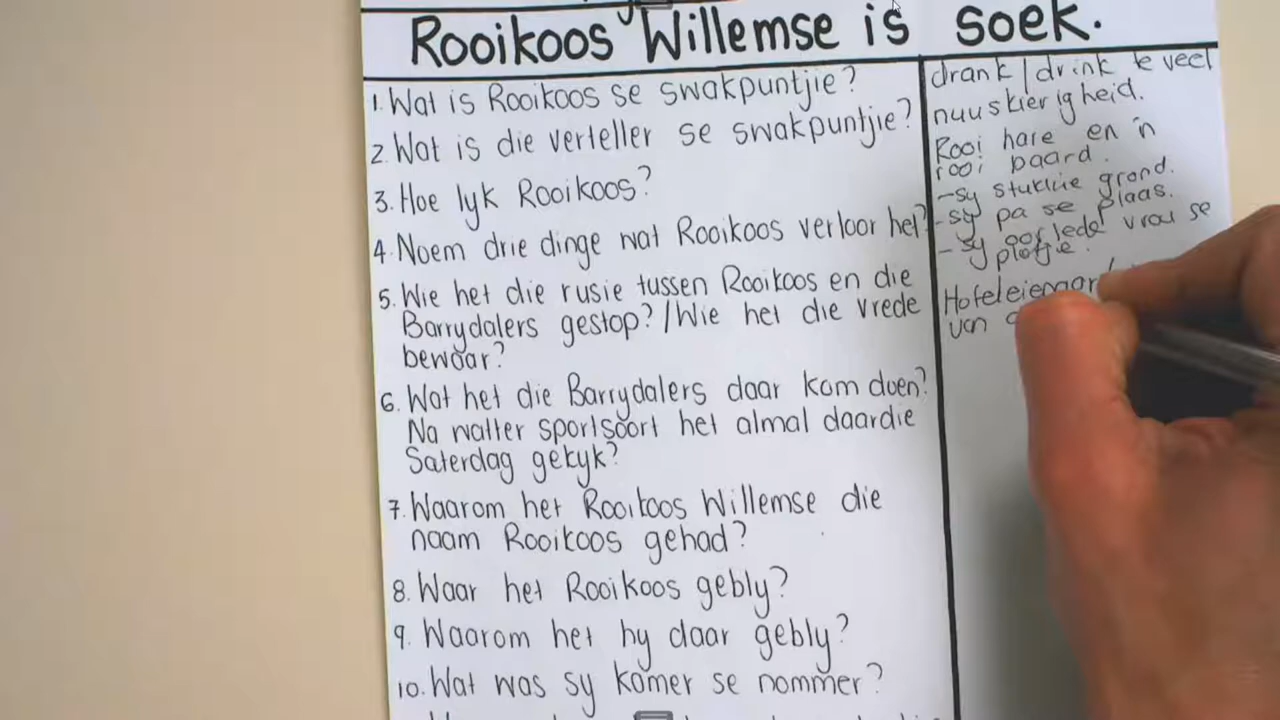 Rooikoos Willemse is soek.
1. Wat is Rooikoos se swakpuntjie?
2. Wat is die verteller se swakpuntjie?
3. Hoe lyk Rooikoos?
4. Noem drie dinge wat Rooikoos verloor het?
5. Wie het die rusie tussen Rooikoos en die
Barrydalers gestop? / Wie het die vrede
bewaar?
6. Wat het die Barrydalers daar kom doen?
Na watter sportsoort het almal daardie
Saterdag gekyk?
7. Waarom het Rooikoos Willemse die
naam Rooikoos gehad?
8. Waar het Rooikoos gebly?
9. Waarom het hy daar gebly?
10. Wat was sy kamer se nommer?
drank / drink te veel
nuuskierigheid.
Rooi hare en 'n
rooi baard.
- sy stukkie grond.
- sy pa se plaas.
- sy oorlede vrou se
plotjie.
Hoteleienaar /
van